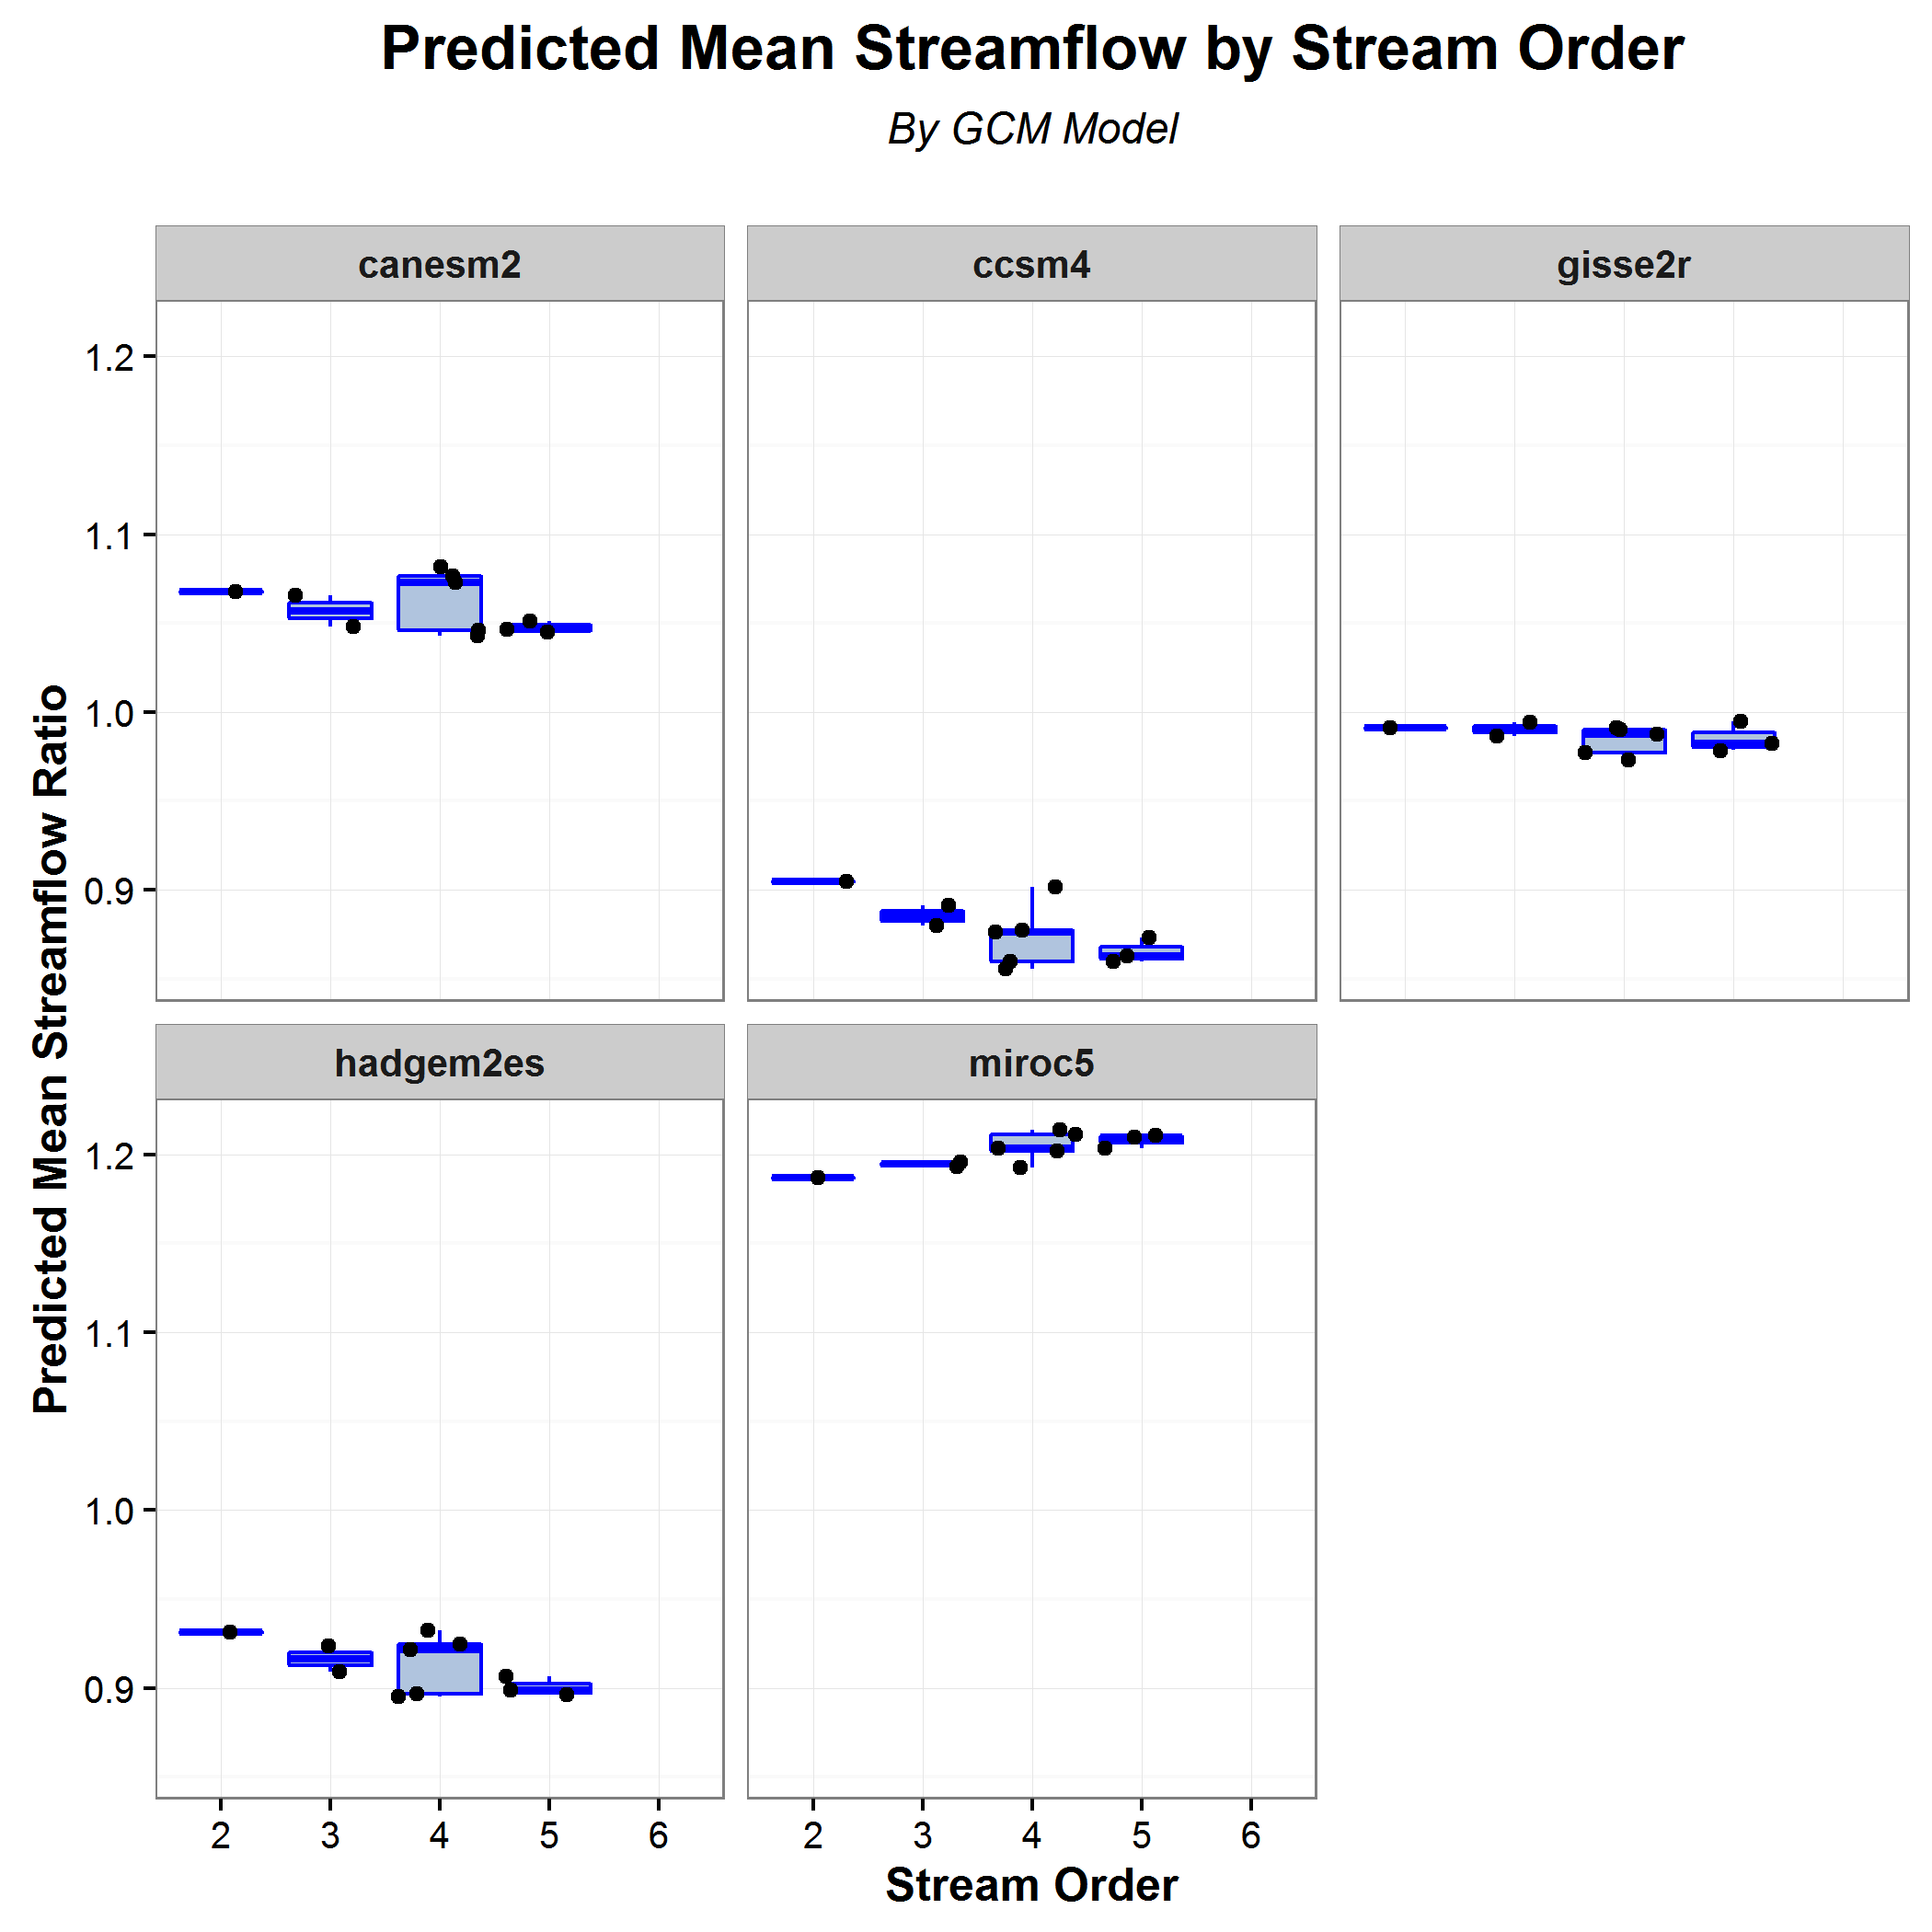 Predicted Mean Streamflow by Stream Order
By GCM Model
canesm2
ccsm4
gisse2r
1.2
1.1
1.0
0.9
Predicted Mean Streamflow Ratio
hadgem2es
miroc5
1.2
1.1
1.0
0.9
2 3 4 5 6
2 3 4 5 6
Stream Order